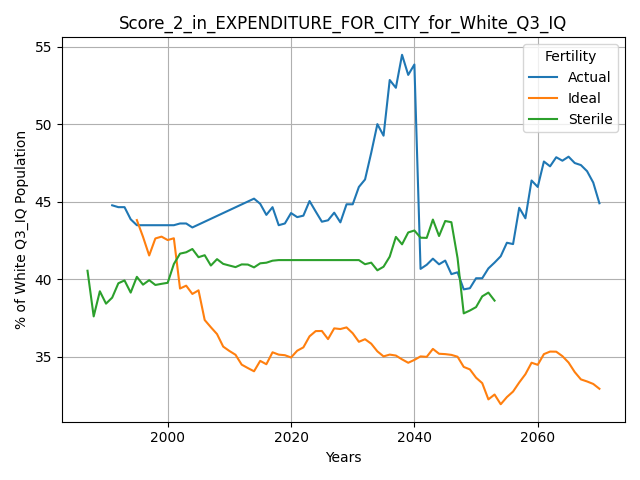 Score_2_in_EXPENDITURE_FOR_CITY_for_White_Q3_IQ
Fertility
Actual
Ideal
Sterile
% of White Q3_IQ Population
55
50
45
40
35
2000
2020
2040
2060
Years